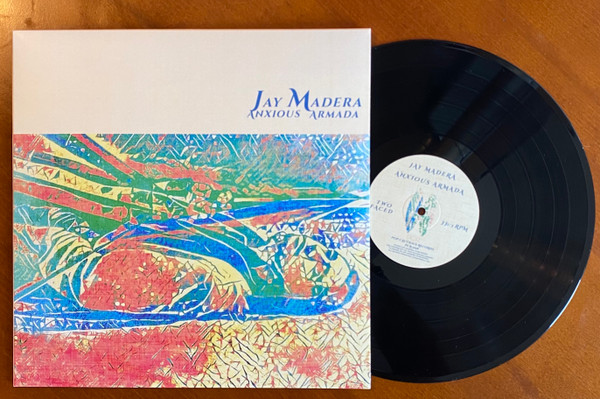 Jay Madera
Anxious Armada
JAY MADERA
ANXIOUS ARMADA
TWO
FACED
33⅓ RPM